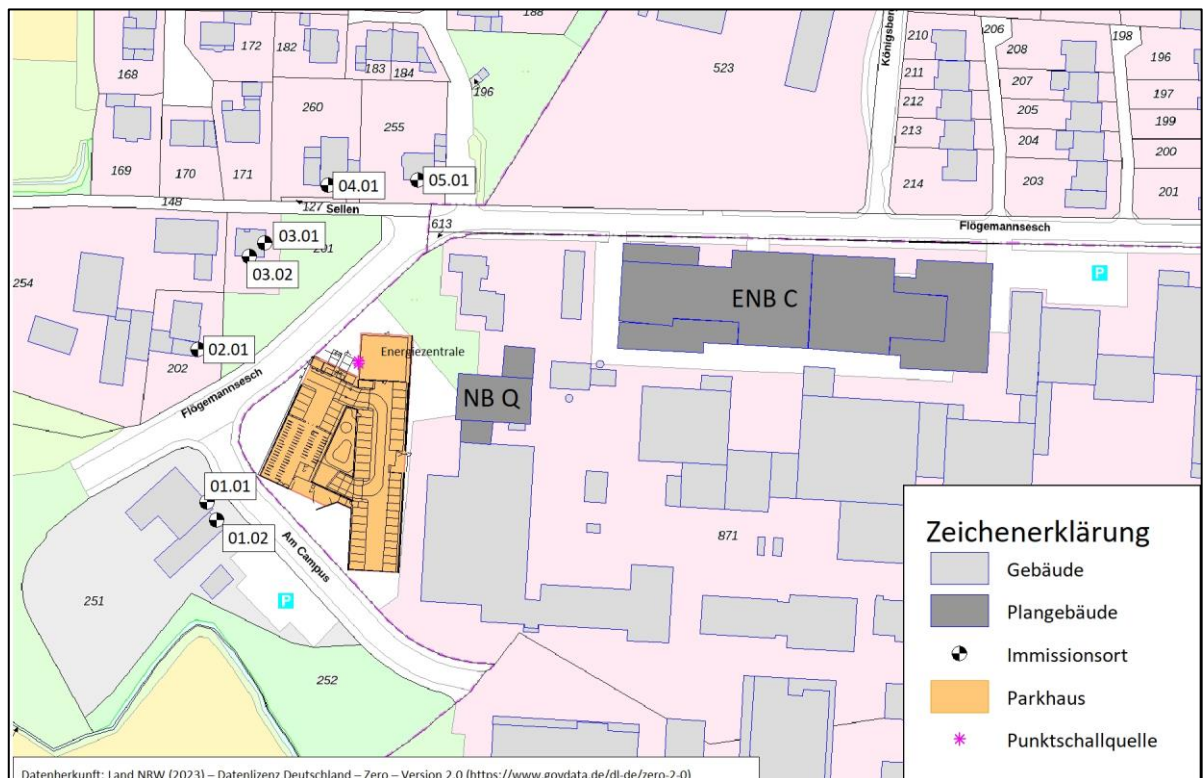 188
172
182
183
184
168
260
255
196
523
Königsber
210
211
212
213
214
206
208
207
205
204
203
198
196
197
199
200
201
169
170
171
148
04.01
05.01
127
Sellen
613
Flögemannsesch
03.01
03.02
254
02.01
202
Flögemannsesch
Energiezentrale
ENB C
NB Q
P
01.01
01.02
Am Campus
P
251
252
871
Zeichenerklärung
Gebäude
Plangebäude
Immissionsort
Parkhaus
Punktschallquelle
Datenherkunft: Land NRW (2023) – Datenlizenz Deutschland – Zero – Version 2.0 (https://www.govdata.de/dl-de/zero-2-0)